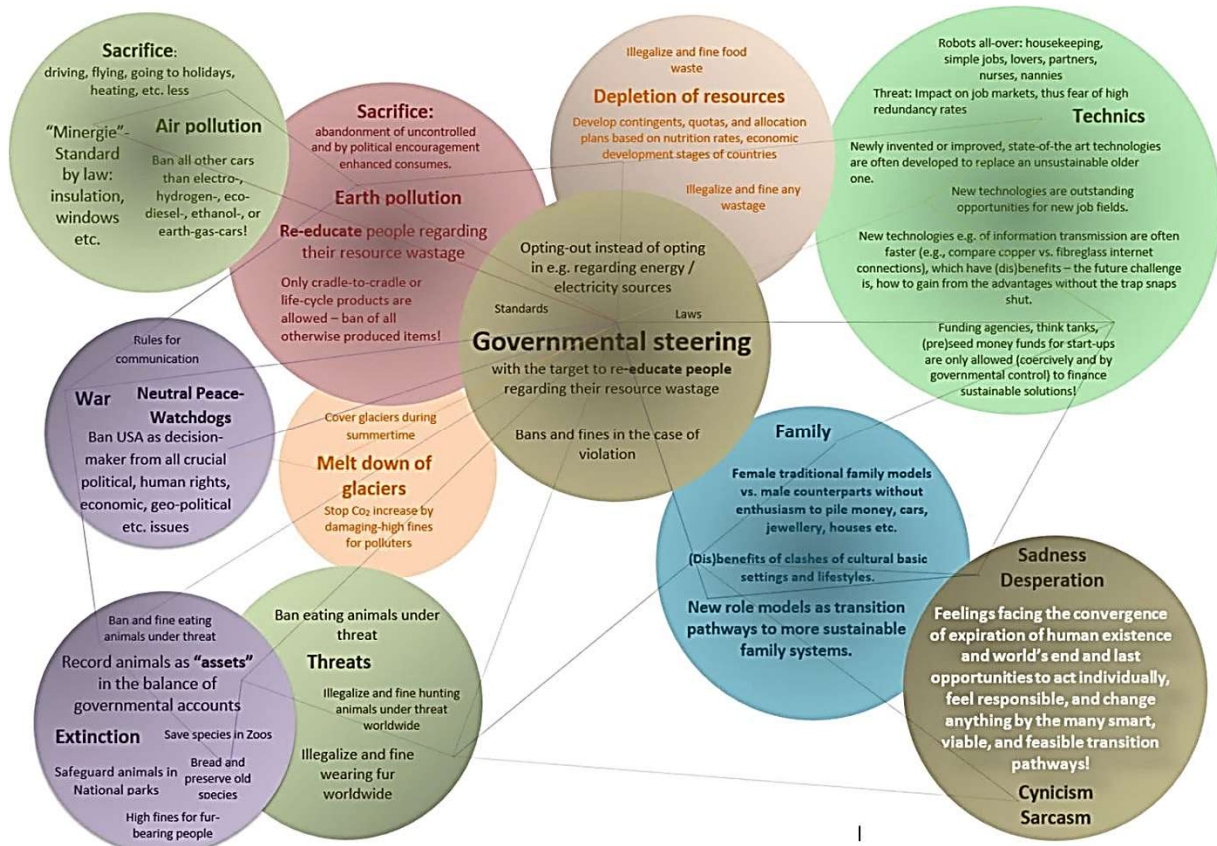 Sacrifice:
driving, flying, going to holidays,
heating, etc. less
"Minergie"-
Standard
by law:
insulation,
windows
etc.
Air pollution
Ban all other cars
than electro-,
hydrogen-, eco-
diesel-, ethanol-, or
earth-gas-cars!
Sacrifice:
abandonment of uncontrolled
and by political encouragement
enhanced consumes.
Earth pollution
Re-educate people regarding
their resource wastage
Only cradle-to-cradle or
life-cycle products are
allowed – ban of all
otherwise produced items!
Illegalize and fine food
waste
Depletion of resources
Develop contingents, quotas, and allocation
plans based on nutrition rates, economic
development stages of countries
Illegalize and fine any
wastage
Robots all-over: housekeeping,
simple jobs, lovers, partners,
nurses, nannies
Threat: Impact on job markets, thus fear of high
redundancy rates
Technics
Newly invented or improved, state-of-the art technologies
are often developed to replace an unsustainable older
one.
New technologies are outstanding
opportunities for new job fields.
New technologies e.g. of information transmission are often
faster (e.g., compare copper vs. fibreglass internet
connections), which have (dis)benefits – the future challenge
is, how to gain from the advantages without the trap snaps
shut.
Funding agencies, think tanks,
(pre)seed money funds for start-ups
are only allowed (coercively and by
governmental control) to finance
sustainable solutions!
Opting-out instead of opting
in e.g. regarding energy /
electricity sources
Standards
Laws
Governmental steering
with the target to re-educate people
regarding their resource wastage
Bans and fines in the case of
violation
Rules for
communication
War
Neutral Peace-
Watchdogs
Ban USA as decision-
maker from all crucial
political, human rights,
economic, geo-political
etc. issues
Cover glaciers during
summertime
Melt down of
glaciers
Stop Co₂ increase by
damaging-high fines
for polluters
Family
Female traditional family models
vs. male counterparts without
enthusiasm to pile money, cars,
jewellery, houses etc.
(Dis)benefits of clashes of cultural basic
settings and lifestyles.
New role models as transition
pathways to more sustainable
family systems.
Sadness
Desperation
Feelings facing the convergence
of expiration of human existence
and world's end and last
opportunities to act individually,
feel responsible, and change
anything by the many smart,
viable, and feasible transition
pathways!
Cynicism
Sarcasm
Ban and fine eating
animals under threat
Record animals as "assets"
in the balance of
governmental accounts
Extinction
Save species in Zoos
Safeguard animals in
National parks
Bread and
preserve old
species
High fines for fur-
bearing people
Ban eating animals under
threat
Threats
Illegalize and fine hunting
animals under threat
worldwide
Illegalize and fine
wearing fur
worldwide